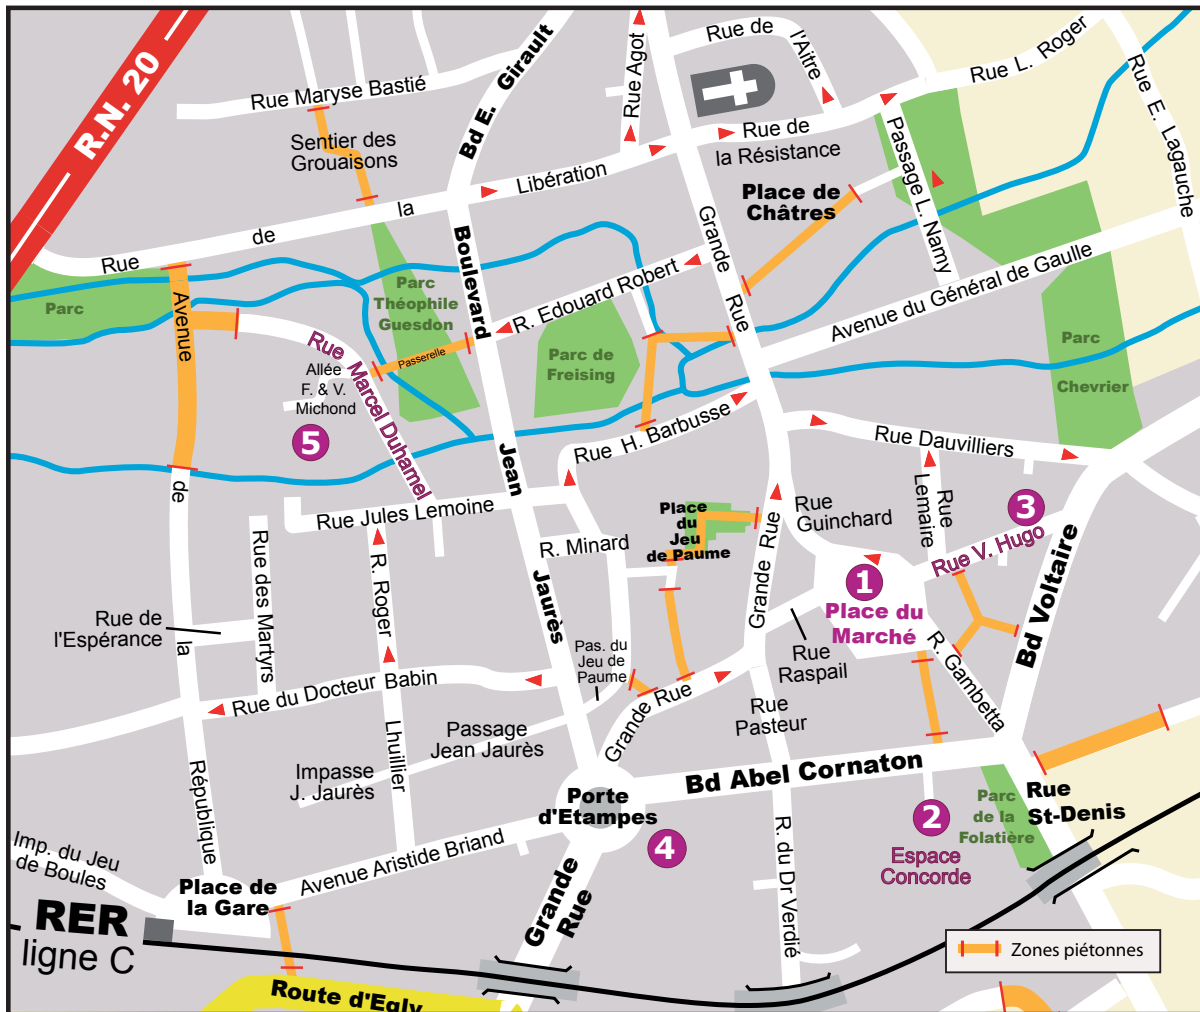 R.N. 20
Rue Maryse Bastié
Sentier des
Grouaisons
Bd E. Girault
Rue Agot
Rue de
l'Aître
Rue L. Roger
Rue E. Lagauche
Rue de
la Résistance
Passage L. Namy
Place de
Châtres
Rue de la Libération
Parc
Avenue de la République
Parc
Théophile
Guesdon
Boulevard Jean Jaurès
R. Edouard Robert
Grande Rue
Avenue du Général de Gaulle
Passerelle
Parc de
Freising
Parc
Chevrier
Rue Marcel Duhamel
Allée
F. & V.
Michond
5
Rue H. Barbusse
Rue Dauvilliers
Rue Jules Lemoine
R. Minard
Place
du
Jeu
de Paume
Rue
Guinchard
Rue
Lemaire
3
Rue V. Hugo
Bd Voltaire
Rue de
l'Espérance
Rue des Martyrs
R. Roger Lhuillier
Grande Rue
1
Place du
Marché
Rue
Raspail
R. Gambetta
Pas. du
Jeu de
Paume
Rue du Docteur Babin
Passage
Jean Jaurès
Grande Rue
Rue
Pasteur
Impasse
J. Jaurès
Bd Abel Cornaton
Porte
d'Etampes
4
2
Espace
Concorde
Parc
de la
Folatière
Rue
St-Denis
Imp. du Jeu
de Boules
Avenue Aristide Briand
Place de
la Gare
Grande
Rue
R. du Dr Verdié
RER
ligne C
Route d'Egly
Zones piétonnes